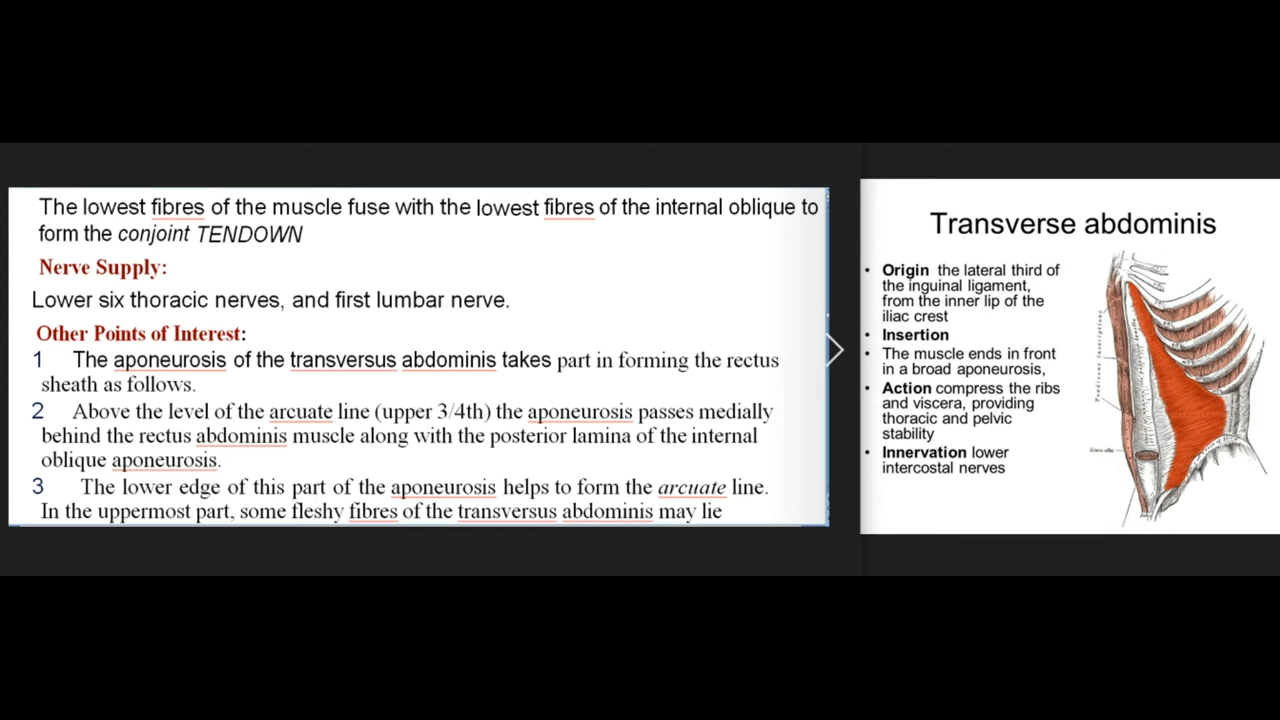 The lowest fibres of the muscle fuse with the lowest fibres of the internal oblique to
form the conjoint TENDOWN
Nerve Supply:
Lower six thoracic nerves, and first lumbar nerve.
Other Points of Interest:
1 The aponeurosis of the transversus abdominis takes part in forming the rectus
sheath as follows.
2 Above the level of the arcuate line (upper 3/4th) the aponeurosis passes medially
behind the rectus abdominis muscle along with the posterior lamina of the internal
oblique aponeurosis.
3 The lower edge of this part of the aponeurosis helps to form the arcuate line.
In the uppermost part, some fleshy fibres of the transversus abdominis may lie
Transverse abdominis
• Origin the lateral third of
the inguinal ligament,
from the inner lip of the
iliac crest
• Insertion
• The muscle ends in front
in a broad aponeurosis,
• Action compress the ribs
and viscera, providing
thoracic and pelvic
stability
• Innervation lower
intercostal nerves